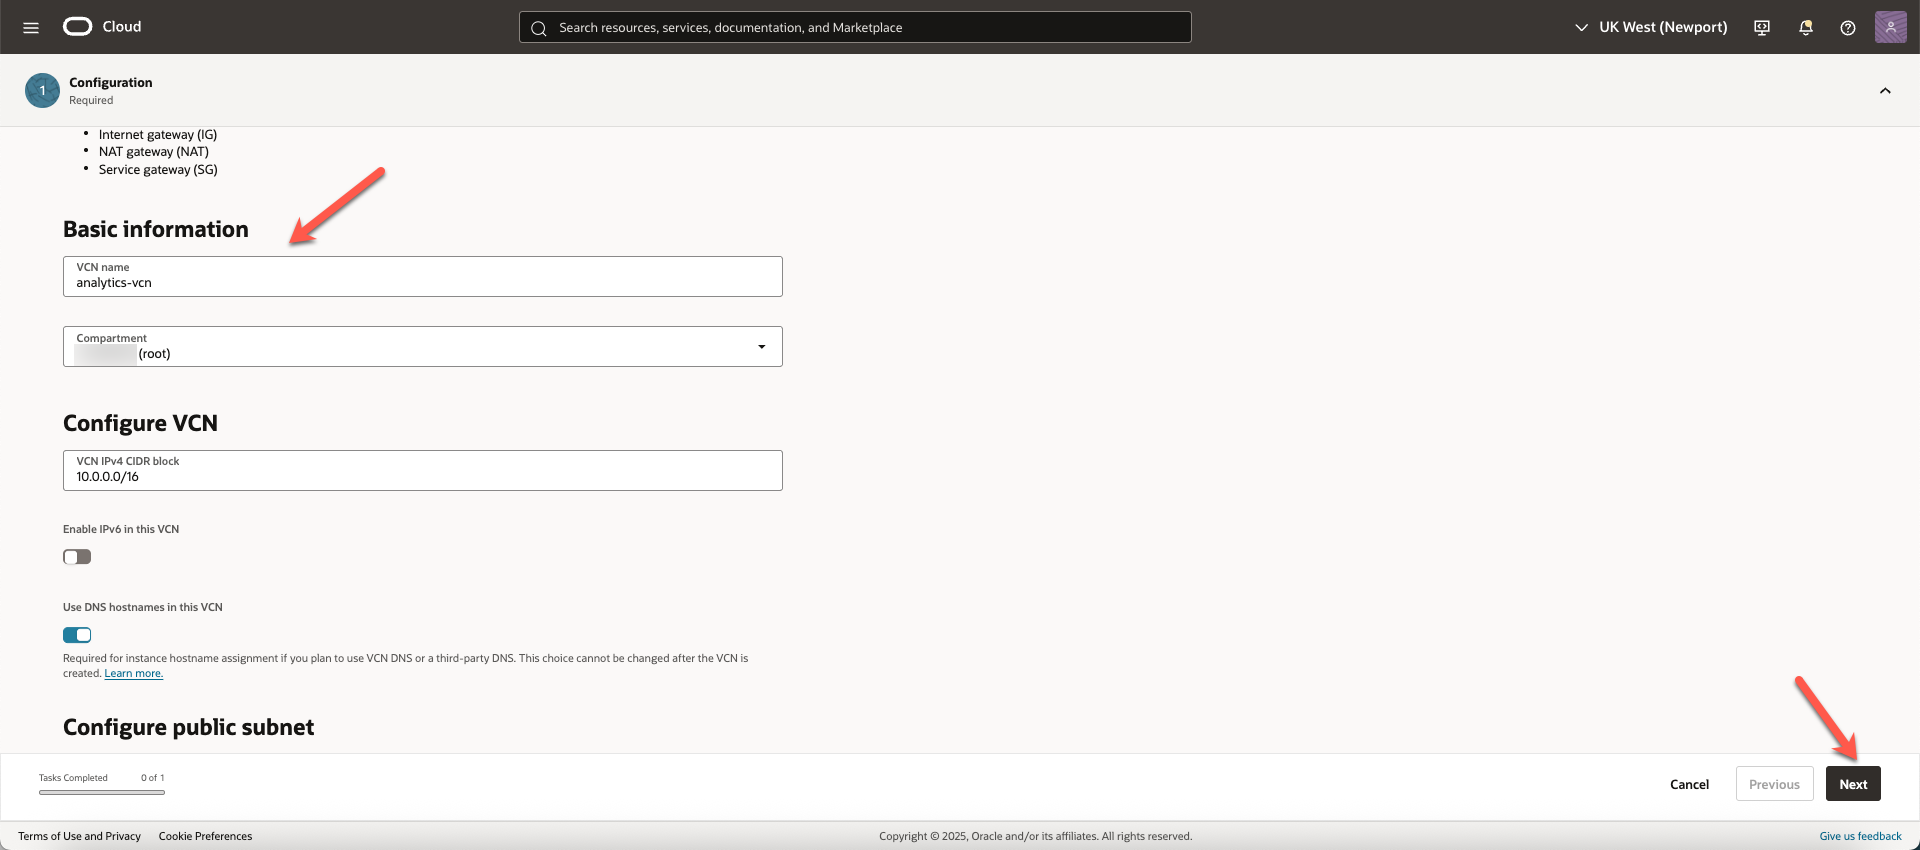 Cloud
Search resources, services, documentation, and Marketplace
UK West (Newport)
1
Configuration
Required
• Internet gateway (IG)
• NAT gateway (NAT)
• Service gateway (SG)
Basic information
VCN name
analytics-vcn
Compartment
(root)
Configure VCN
VCN IPv4 CIDR block
10.0.0.0/16
Enable IPv6 in this VCN
Use DNS hostnames in this VCN
Required for instance hostname assignment if you plan to use VCN DNS or a third-party DNS. This choice cannot be changed after the VCN is
created. Learn more.
Configure public subnet
Tasks Completed 0 of 1
Cancel
Previous
Next
Terms of Use and Privacy
Cookie Preferences
Copyright © 2025, Oracle and/or its affiliates. All rights reserved.
Give us feedback